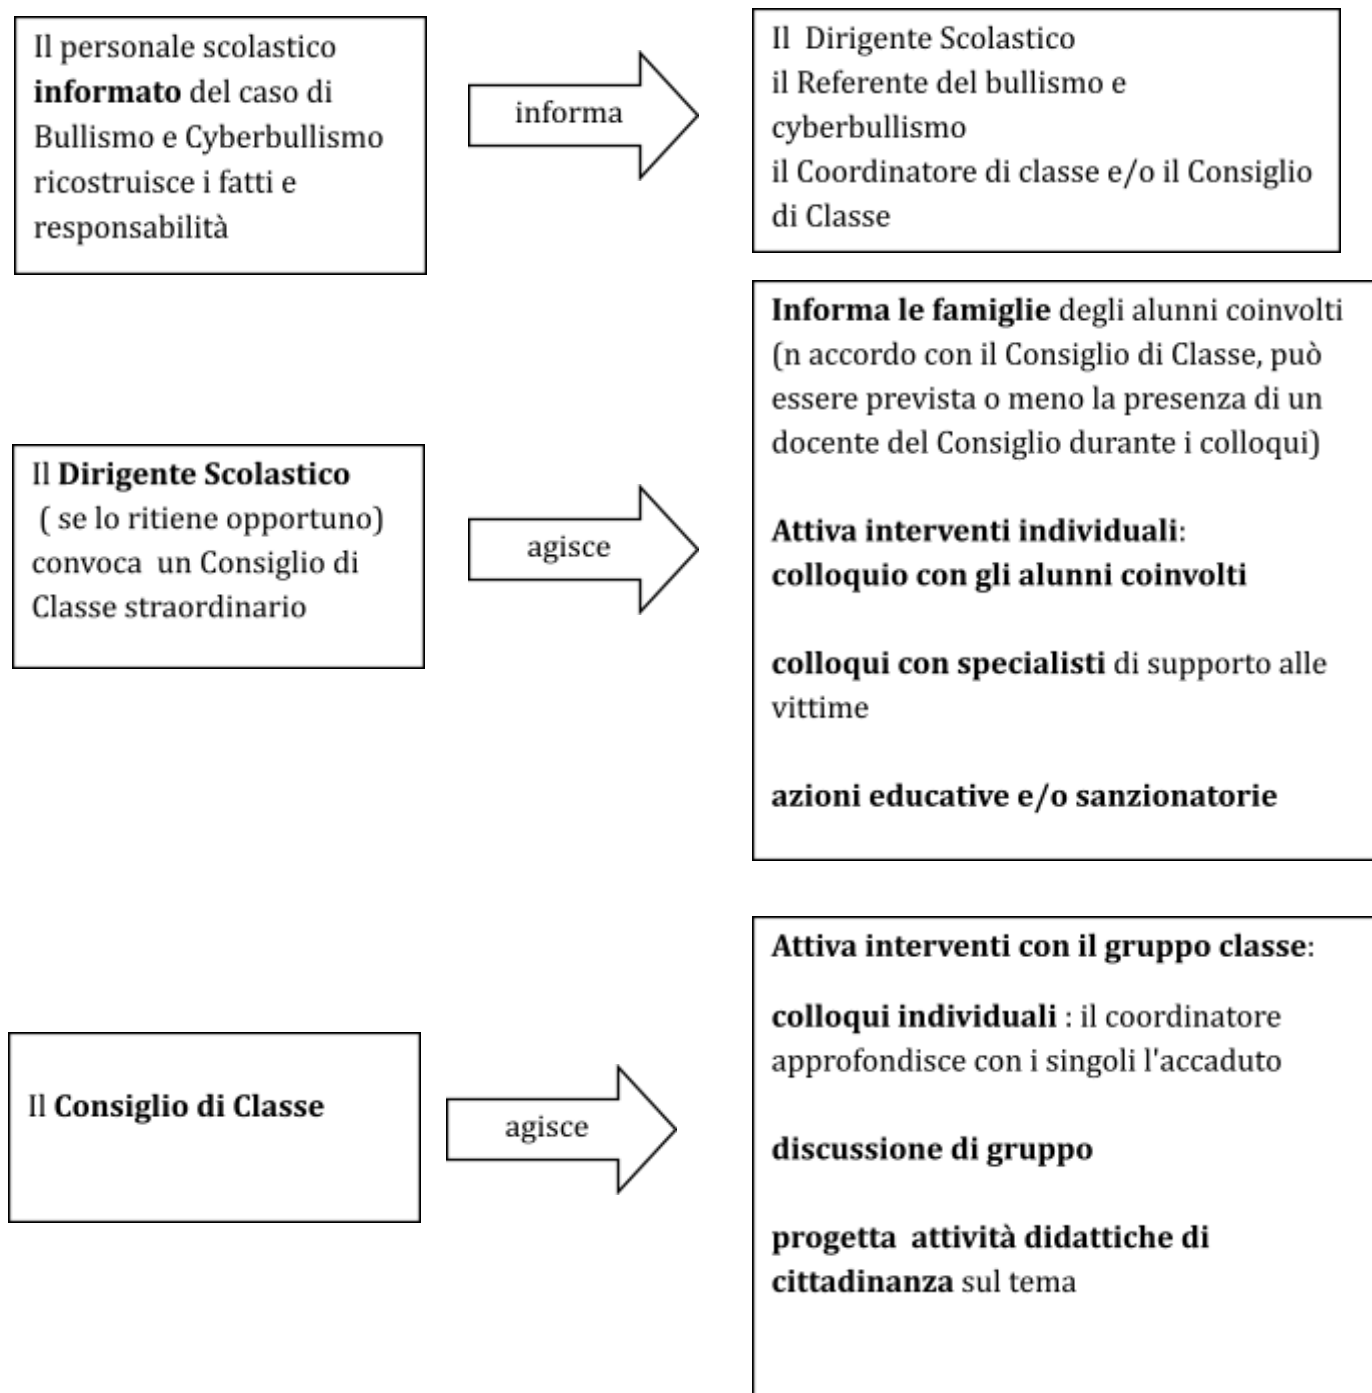 Il personale scolastico
informato del caso di
Bullismo e Cyberbullismo
ricostruisce i fatti e
responsabilità
informa
Il Dirigente Scolastico
il Referente del bullismo e
cyberbullismo
il Coordinatore di classe e/o il Consiglio
di Classe
Il Dirigente Scolastico
( se lo ritiene opportuno)
convoca un Consiglio di
Classe straordinario
agisce
Informa le famiglie degli alunni coinvolti
(n accordo con il Consiglio di Classe, può
essere prevista o meno la presenza di un
docente del Consiglio durante i colloqui)
Attiva interventi individuali:
colloquio con gli alunni coinvolti
colloqui con specialisti di supporto alle
vittime
azioni educative e/o sanzionatorie
Il Consiglio di Classe
agisce
Attiva interventi con il gruppo classe:
colloqui individuali : il coordinatore
approfondisce con i singoli l'accaduto
discussione di gruppo
progetta attività didattiche di
cittadinanza sul tema